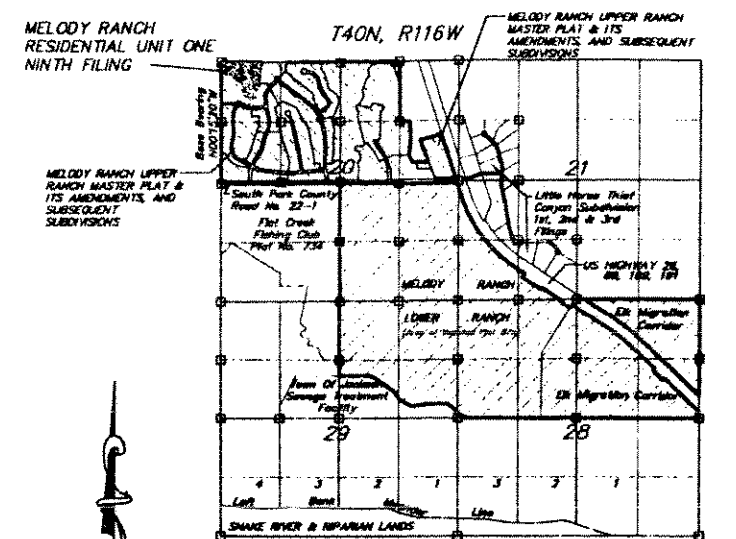 MELODY RANCH
RESIDENTIAL UNIT ONE
NINTH FILING
T40N, R116W
MELODY RANCH UPPER RANCH
MASTER PLAT & ITS
AMENDMENTS, AND SUBSEQUENT
SUBDIVISIONS
Base Bearing
MELODY RANCH UPPER
RANCH MASTER PLAT &
ITS AMENDMENTS, AND
SUBSEQUENT
SUBDIVISIONS
20
21
South Park County
Road No. 22-1
Flat Creek
Fishing Club
Plat No. 734
Little Horse Thief
Canyon Subdivision
1st, 2nd & 3rd
Filings
US HIGHWAY 26,
89, 189, 191
MELODY RANCH
LOWER RANCH
Elk Migration
Corridor
Town Of Jackson
Sewage Treatment
Facility
Elk Migration Corridor
29
28
4 3 2 1 3 2 1
Left Bank Meander Line
SNAKE RIVER & RIPARIAN LANDS